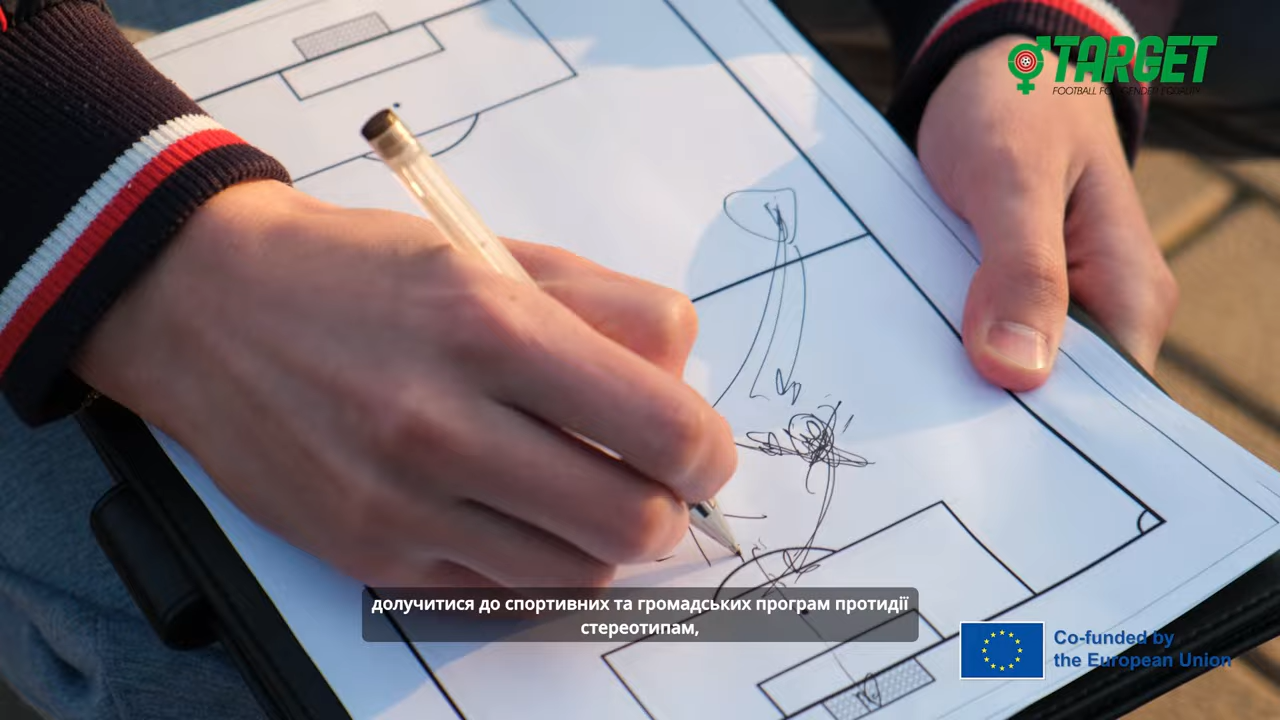 TARGET
FOOTBALL FOR GENDER EQUALITY
долучитися до спортивних та громадських програм протидії
стереотипам,
Co-funded by
the European Union